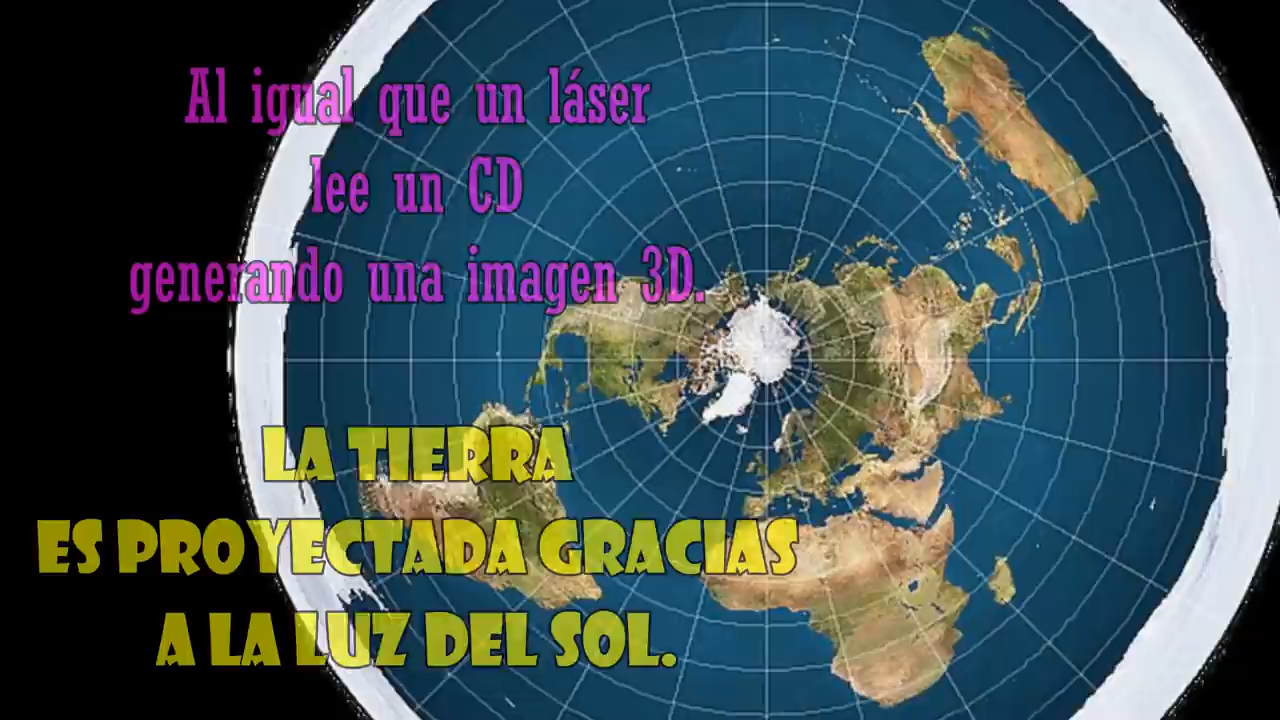 Al igual que un láser
lee un CD
generando una imagen 3D.
LA TIERRA
ES PROYECTADA GRACIAS
A LA LUZ DEL SOL.